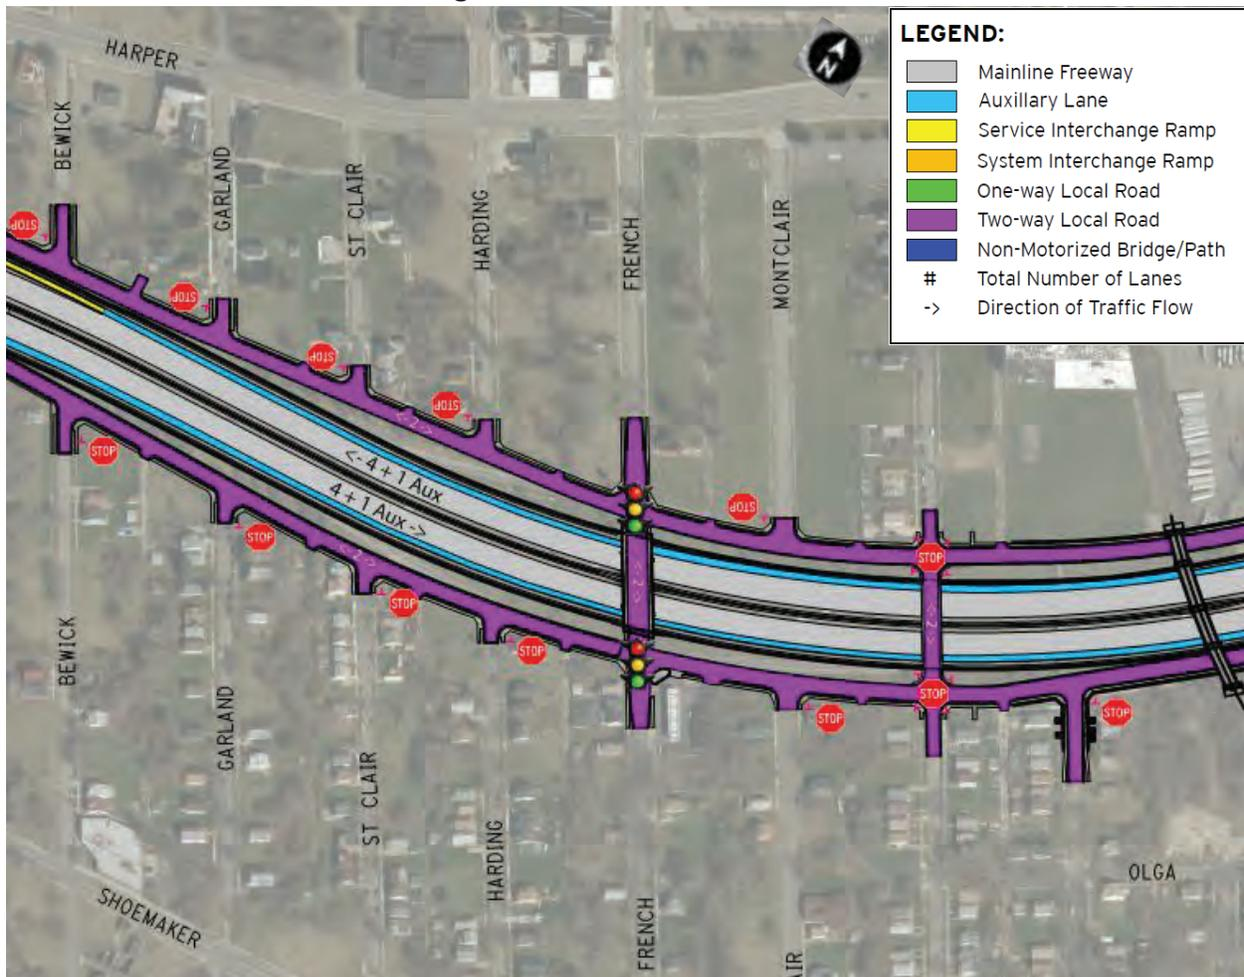 HARPER
N
LEGEND:
Mainline Freeway
Auxillary Lane
Service Interchange Ramp
System Interchange Ramp
One-way Local Road
Two-way Local Road
Non-Motorized Bridge/Path
# Total Number of Lanes
-> Direction of Traffic Flow
BEWICK
GARLAND
ST CLAIR
HARDING
FRENCH
MONTCLAIR
STOP
STOP
STOP
STOP
STOP
<-2->
<-4 + 1 Aux
4 + 1 Aux ->
<-2->
<-2->
<-2->
STOP
STOP
STOP
STOP
STOP
STOP
STOP
STOP
BEWICK
GARLAND
ST CLAIR
HARDING
FRENCH
AIR
OLGA
SHOEMAKER